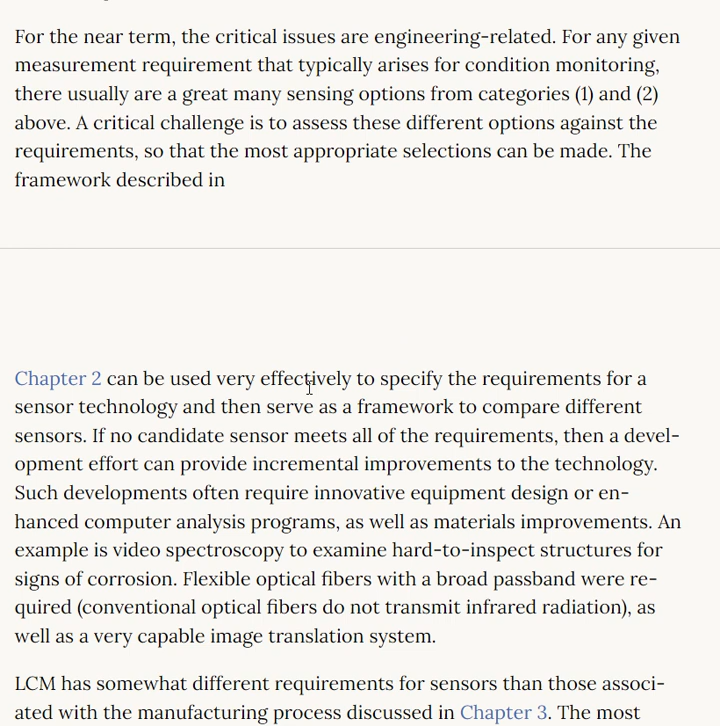 For the near term, the critical issues are engineering-related. For any given
measurement requirement that typically arises for condition monitoring,
there usually are a great many sensing options from categories (1) and (2)
above. A critical challenge is to assess these different options against the
requirements, so that the most appropriate selections can be made. The
framework described in
Chapter 2 can be used very effectively to specify the requirements for a
sensor technology and then serve as a framework to compare different
sensors. If no candidate sensor meets all of the requirements, then a devel-
opment effort can provide incremental improvements to the technology.
Such developments often require innovative equipment design or en-
hanced computer analysis programs, as well as materials improvements. An
example is video spectroscopy to examine hard-to-inspect structures for
signs of corrosion. Flexible optical fibers with a broad passband were re-
quired (conventional optical fibers do not transmit infrared radiation), as
well as a very capable image translation system.
LCM has somewhat different requirements for sensors than those associ-
ated with the manufacturing process discussed in Chapter 3. The most